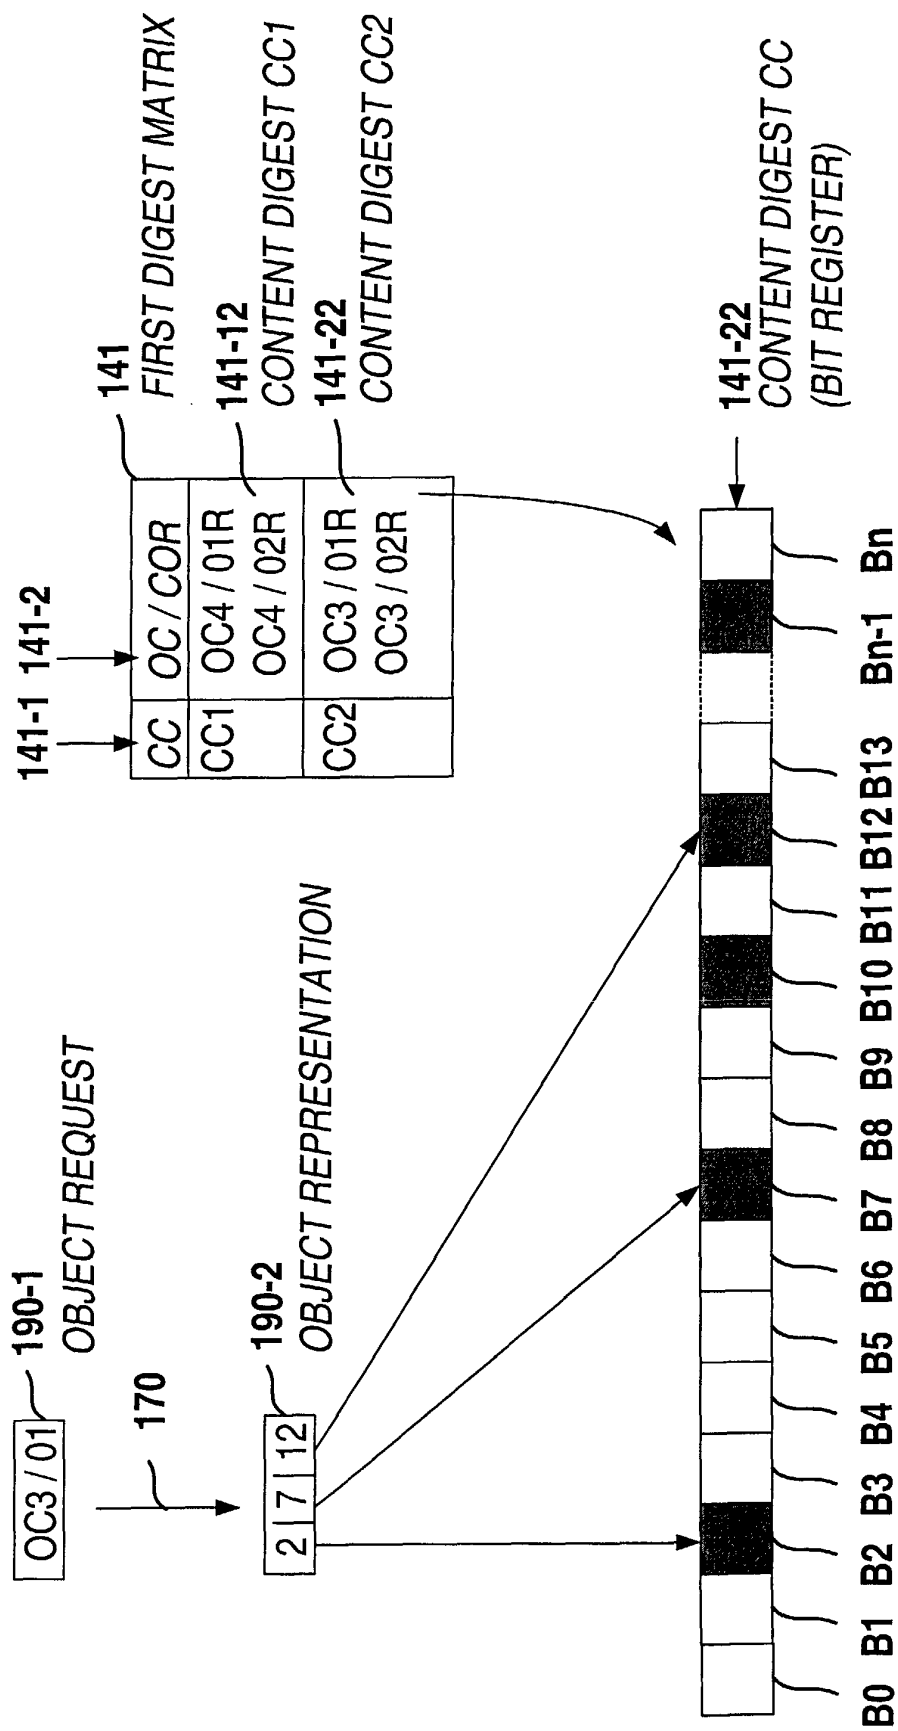 190-1
OC3 / 01
OBJECT REQUEST
170
190-2
2 | 7 | 12
OBJECT REPRESENTATION
141-1 141-2
141
FIRST DIGEST MATRIX
CC OC / COR
CC1 OC4 / 01R
OC4 / 02R
141-12
CONTENT DIGEST CC1
CC2 OC3 / 01R
OC3 / 02R
141-22
CONTENT DIGEST CC2
141-22
CONTENT DIGEST CC
(BIT REGISTER)
B0 B1 B2 B3 B4 B5 B6 B7 B8 B9 B10 B11 B12 B13 Bn-1 Bn